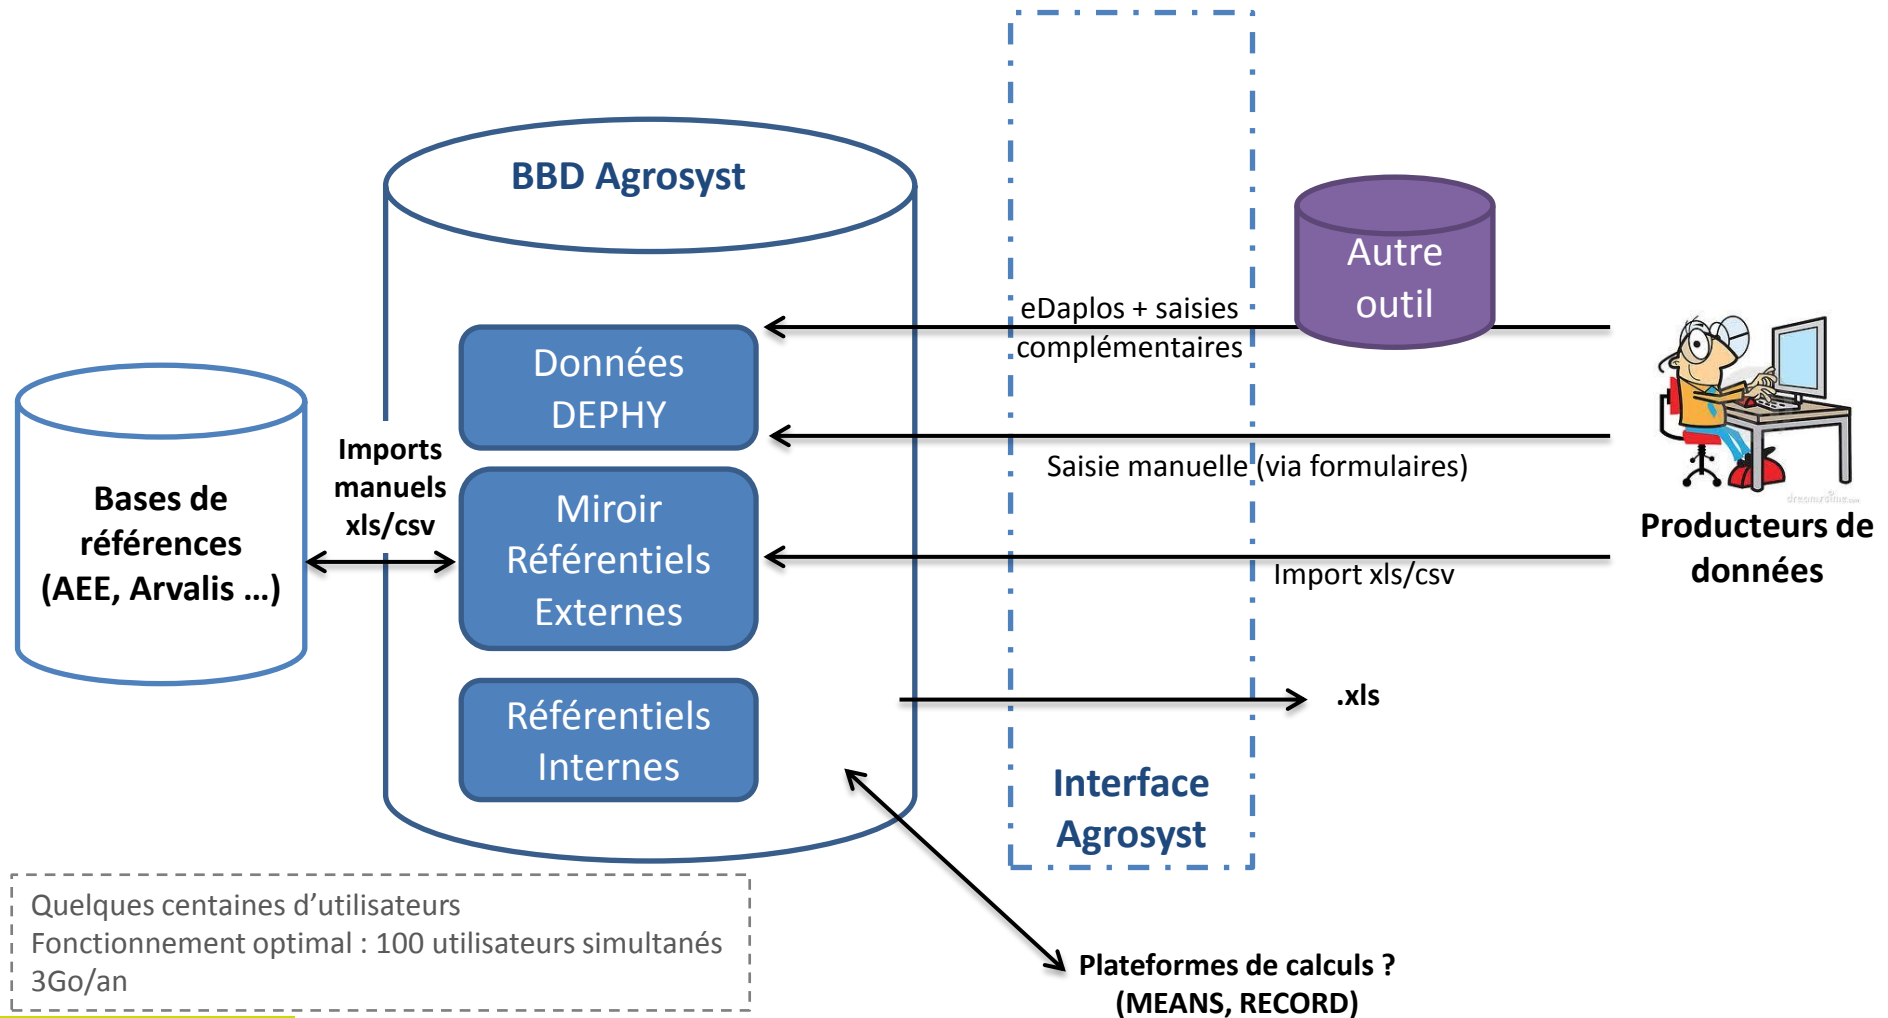 BBD Agrosyst
Autre
outil
eDaplos + saisies
complémentaires
Données
DEPHY
Imports
manuels
xls/csv
Saisie manuelle (via formulaires)
Bases de
références
(AEE, Arvalis ...)
Miroir
Référentiels
Externes
dreamstime.com
Producteurs de
données
Import xls/csv
Référentiels
Internes
.xls
Interface
Agrosyst
Quelques centaines d’utilisateurs
Fonctionnement optimal : 100 utilisateurs simultanés
3Go/an
Plateformes de calculs ?
(MEANS, RECORD)